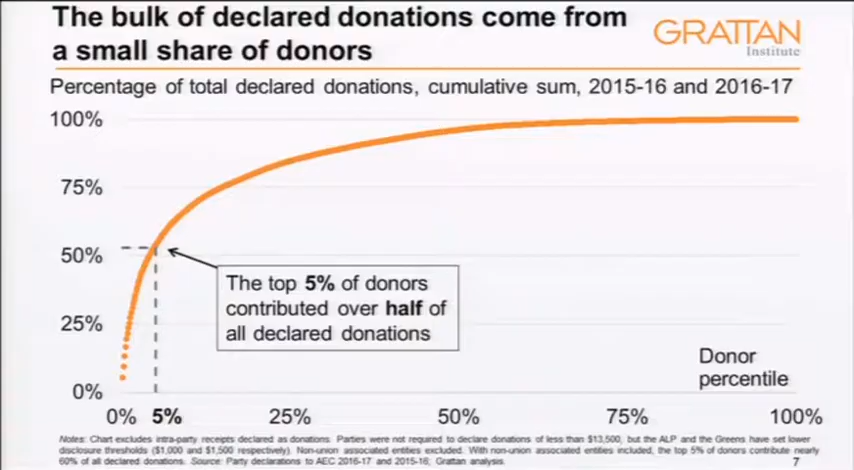 The bulk of declared donations come from
a small share of donors
GRATTAN
Institute
Percentage of total declared donations, cumulative sum, 2015-16 and 2016-17
100%
75%
50%
25%
0%
The top 5% of donors
contributed over half of
all declared donations
Donor
percentile
0% 5% 25% 50% 75% 100%
Notes: Chart excludes intra-party receipts declared as donations. Parties were not required to declare donations of less than $13,500, but the ALP and the Greens have set lower
disclosure thresholds ($1,000 and $1,500 respectively). Non-union associated entities excluded. With non-union associated entities included, the top 5% of donors contribute nearly
60% of all declared donations. Source: Party declarations to AEC 2016-17 and 2015-16; Grattan analysis.
7